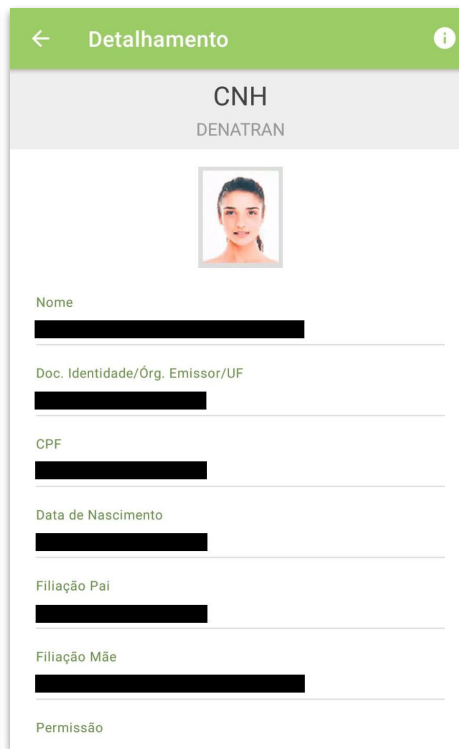 Detalhamento
CNH
DENATRAN
Nome
Doc. Identidade/Órg. Emissor/UF
CPF
Data de Nascimento
Filiação Pai
Filiação Mãe
Permissão